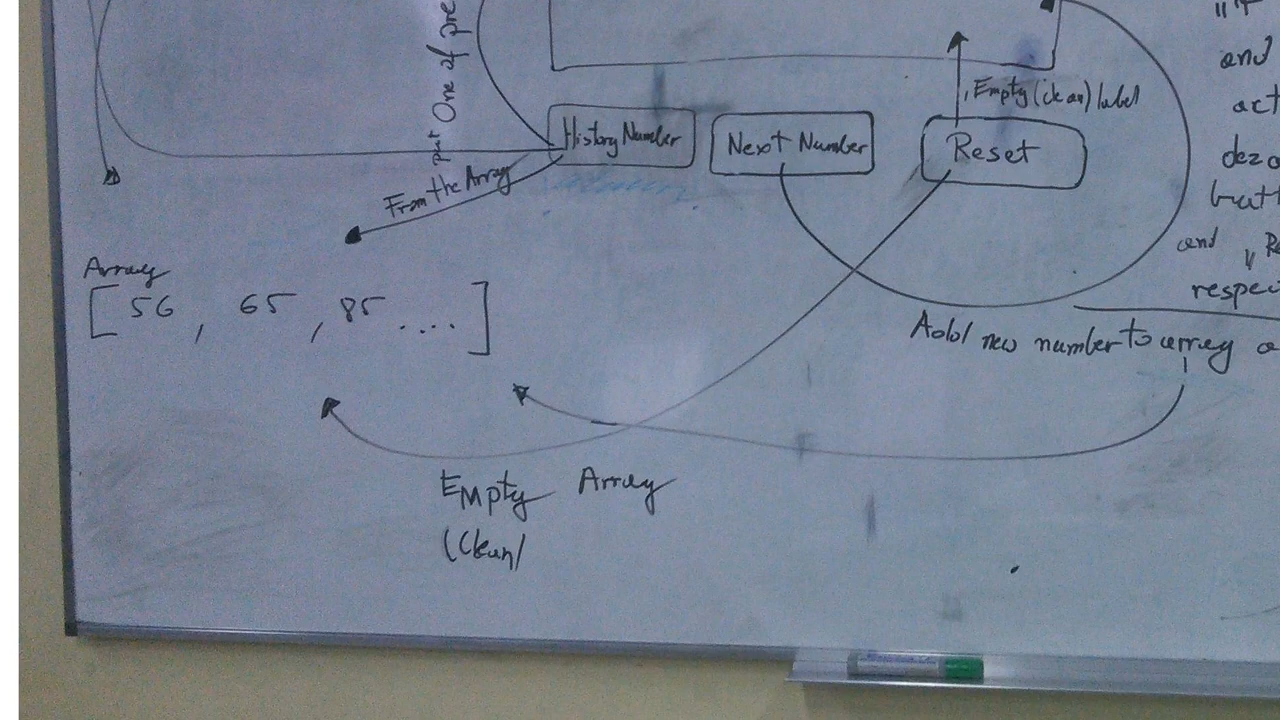 put One of pre
"
and
act
Empty (clean) label
History Number
Next Number
Reset
From the Array
and "Re
respec
Array
[ 56 , 65 , 85 .... ]
Add new number to array a
Empty Array
(Clean)